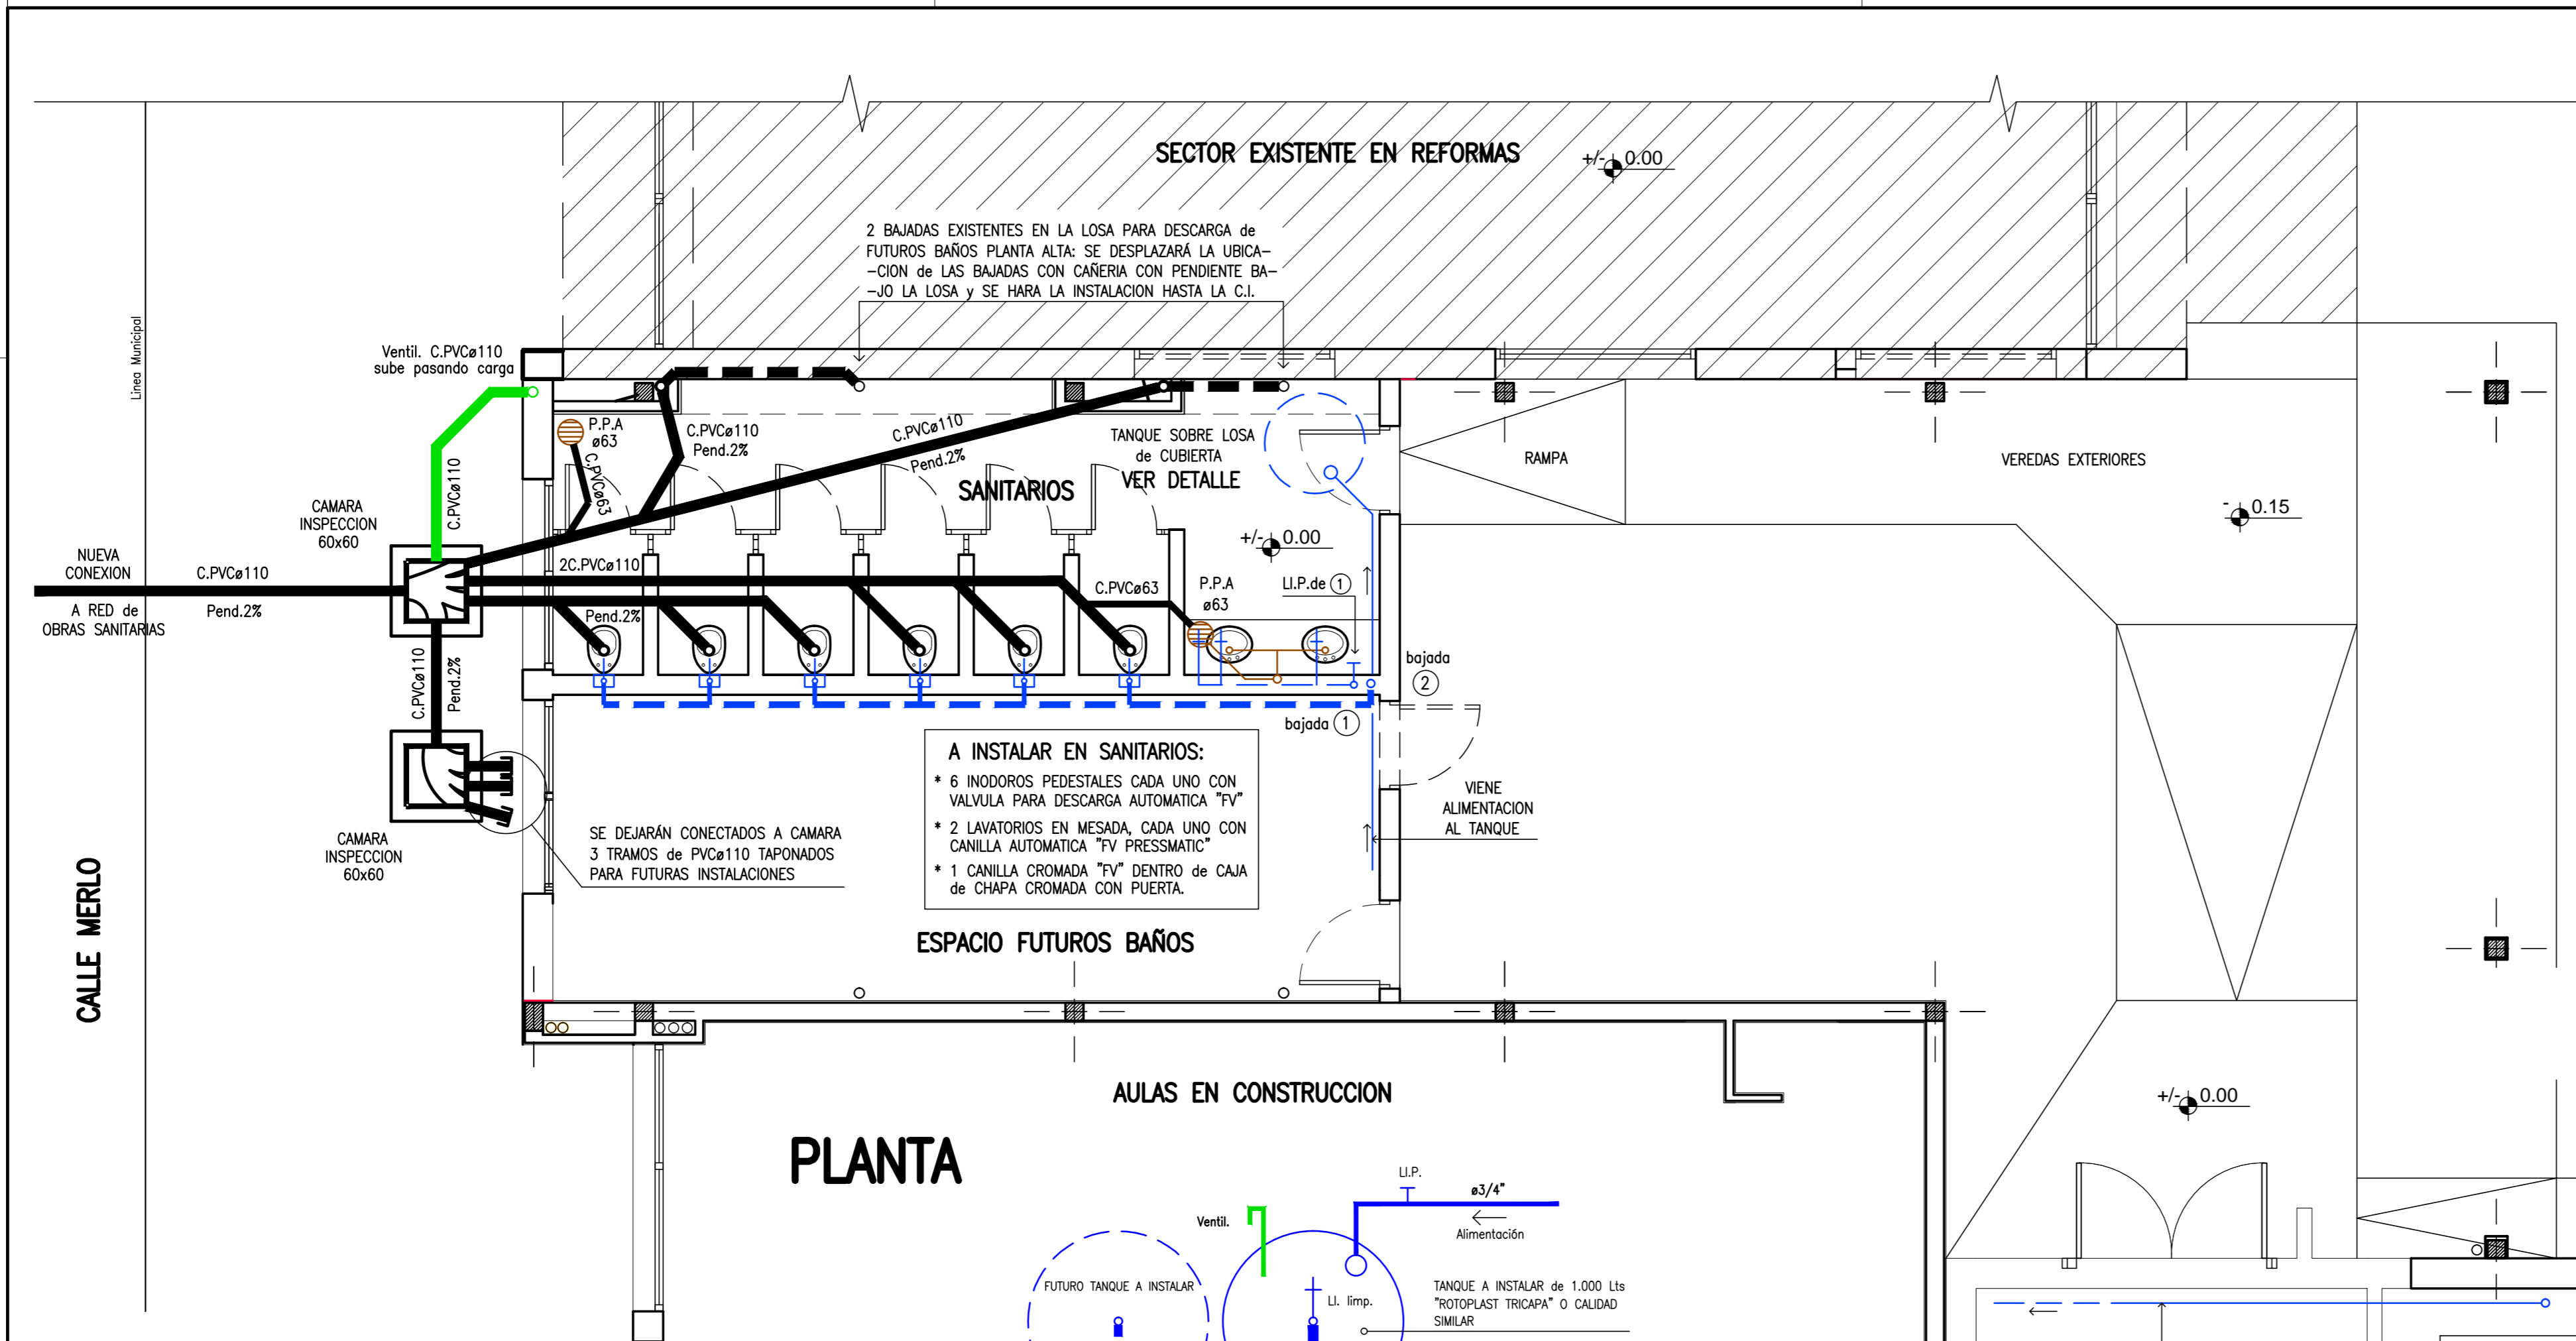 SECTOR EXISTENTE EN REFORMAS
+/- 0.00
2 BAJADAS EXISTENTES EN LA LOSA PARA DESCARGA de
FUTUROS BAÑOS PLANTA ALTA: SE DESPLAZARÁ LA UBICA-
-CION de LAS BAJADAS CON CAÑERIA CON PENDIENTE BA-
-JO LA LOSA y SE HARA LA INSTALACION HASTA LA C.I.
Linea Municipal
Ventil. C.PVCø110
sube pasando carga
P.P.A
ø63
C.PVCø63
C.PVCø110
Pend.2%
C.PVCø110
Pend.2%
TANQUE SOBRE LOSA
de CUBIERTA
VER DETALLE
SANITARIOS
RAMPA
VEREDAS EXTERIORES
- 0.15
C.PVCø110
CAMARA
INSPECCION
60x60
NUEVA
CONEXION
C.PVCø110
A RED de
OBRAS SANITARIAS
Pend.2%
2C.PVCø110
Pend.2%
+/- 0.00
C.PVCø63
P.P.A
ø63
LI.P.de 1
C.PVCø110
Pend.2%
bajada
2
bajada 1
A INSTALAR EN SANITARIOS:
* 6 INODOROS PEDESTALES CADA UNO CON
VALVULA PARA DESCARGA AUTOMATICA "FV"
* 2 LAVATORIOS EN MESADA, CADA UNO CON
CANILLA AUTOMATICA "FV PRESSMATIC"
* 1 CANILLA CROMADA "FV" DENTRO de CAJA
de CHAPA CROMADA CON PUERTA.
VIENE
ALIMENTACION
AL TANQUE
SE DEJARÁN CONECTADOS A CAMARA
3 TRAMOS de PVCø110 TAPONADOS
PARA FUTURAS INSTALACIONES
CAMARA
INSPECCION
60x60
CALLE MERLO
ESPACIO FUTUROS BAÑOS
AULAS EN CONSTRUCCION
+/- 0.00
PLANTA
LI.P.
ø3/4"
Alimentación
Ventil.
FUTURO TANQUE A INSTALAR
LI. limp.
TANQUE A INSTALAR de 1.000 Lts
"ROTOPLAST TRICAPA" O CALIDAD
SIMILAR